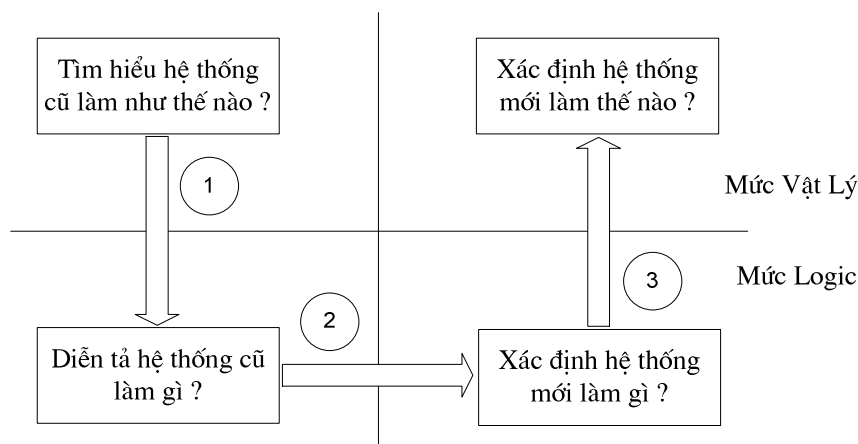 Tìm hiểu hệ thống
cũ làm như thế nào ?
Xác định hệ thống
mới làm thế nào ?
1
Mức Vật Lý
Mức Logic
3
2
Diễn tả hệ thống cũ
làm gì ?
Xác định hệ thống
mới làm gì ?